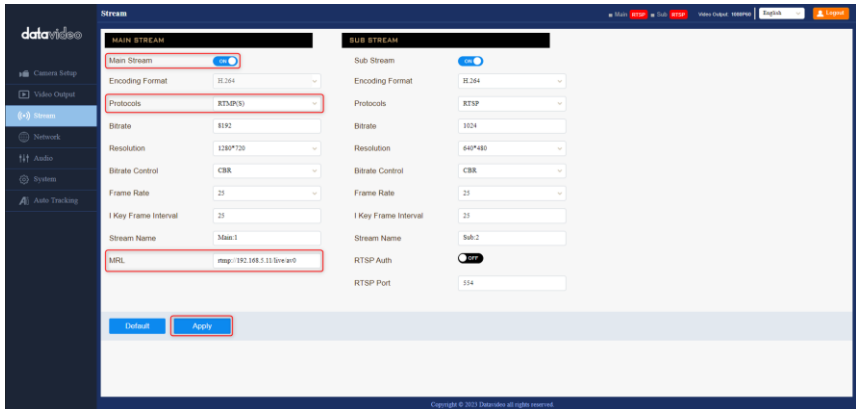 Stream
Main RTSP Sub RTSP Video Output 1080P60 English Logout
datavideo
Camera Setup
Video Output
Stream
Network
Audio
System
Auto Tracking
MAIN STREAM
Main Stream ON
Encoding Format H.264
Protocols RTMP(S)
Bitrate 8192
Resolution 1280*720
Bitrate Control CBR
Frame Rate 25
I Key Frame Interval 25
Stream Name Main:1
MRL rtmp://192.168.5.11/live/av0
SUB STREAM
Sub Stream ON
Encoding Format H.264
Protocols RTSP
Bitrate 1024
Resolution 640*480
Bitrate Control CBR
Frame Rate 25
I Key Frame Interval 25
Stream Name Sub:2
RTSP Auth OFF
RTSP Port 554
Default Apply
Copyright © 2023 Datavideo all rights reserved.